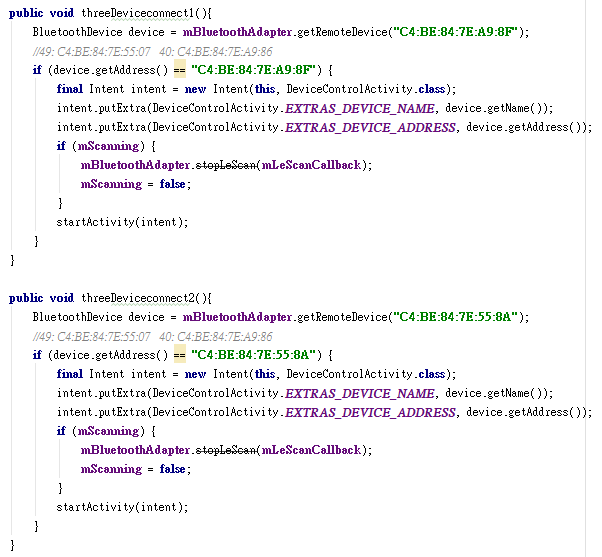 public void threeDeviceconnect1(){
    BluetoothDevice device = mBluetoothAdapter.getRemoteDevice("C4:BE:84:7E:A9:8F");
    //49: C4:BE:84:7E:55:07   40: C4:BE:84:7E:A9:86
    if (device.getAddress() == "C4:BE:84:7E:A9:8F") {
        final Intent intent = new Intent(this, DeviceControlActivity.class);
        intent.putExtra(DeviceControlActivity.EXTRAS_DEVICE_NAME, device.getName());
        intent.putExtra(DeviceControlActivity.EXTRAS_DEVICE_ADDRESS, device.getAddress());
        if (mScanning) {
            mBluetoothAdapter.stopLeScan(mLeScanCallback);
            mScanning = false;
        }
        startActivity(intent);
    }
}
public void threeDeviceconnect2(){
    BluetoothDevice device = mBluetoothAdapter.getRemoteDevice("C4:BE:84:7E:55:8A");
    //49: C4:BE:84:7E:55:07   40: C4:BE:84:7E:A9:86
    if (device.getAddress() == "C4:BE:84:7E:55:8A") {
        final Intent intent = new Intent(this, DeviceControlActivity.class);
        intent.putExtra(DeviceControlActivity.EXTRAS_DEVICE_NAME, device.getName());
        intent.putExtra(DeviceControlActivity.EXTRAS_DEVICE_ADDRESS, device.getAddress());
        if (mScanning) {
            mBluetoothAdapter.stopLeScan(mLeScanCallback);
            mScanning = false;
        }
        startActivity(intent);
    }
}